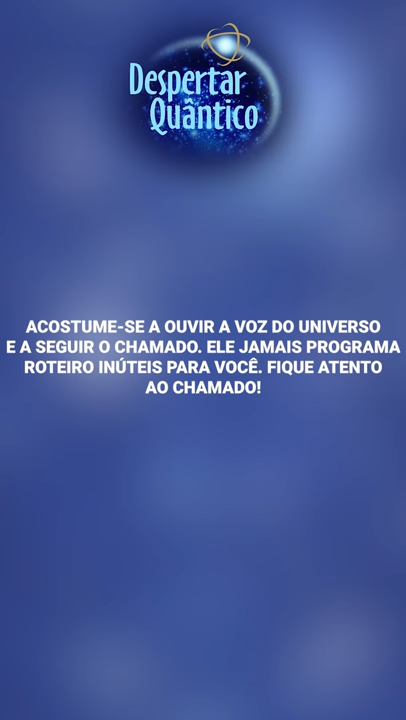 Despertar
Quântico
ACOSTUME-SE A OUVIR A VOZ DO UNIVERSO
E A SEGUIR O CHAMADO. ELE JAMAIS PROGRAMA
ROTEIRO INÚTEIS PARA VOCÊ. FIQUE ATENTO
AO CHAMADO!